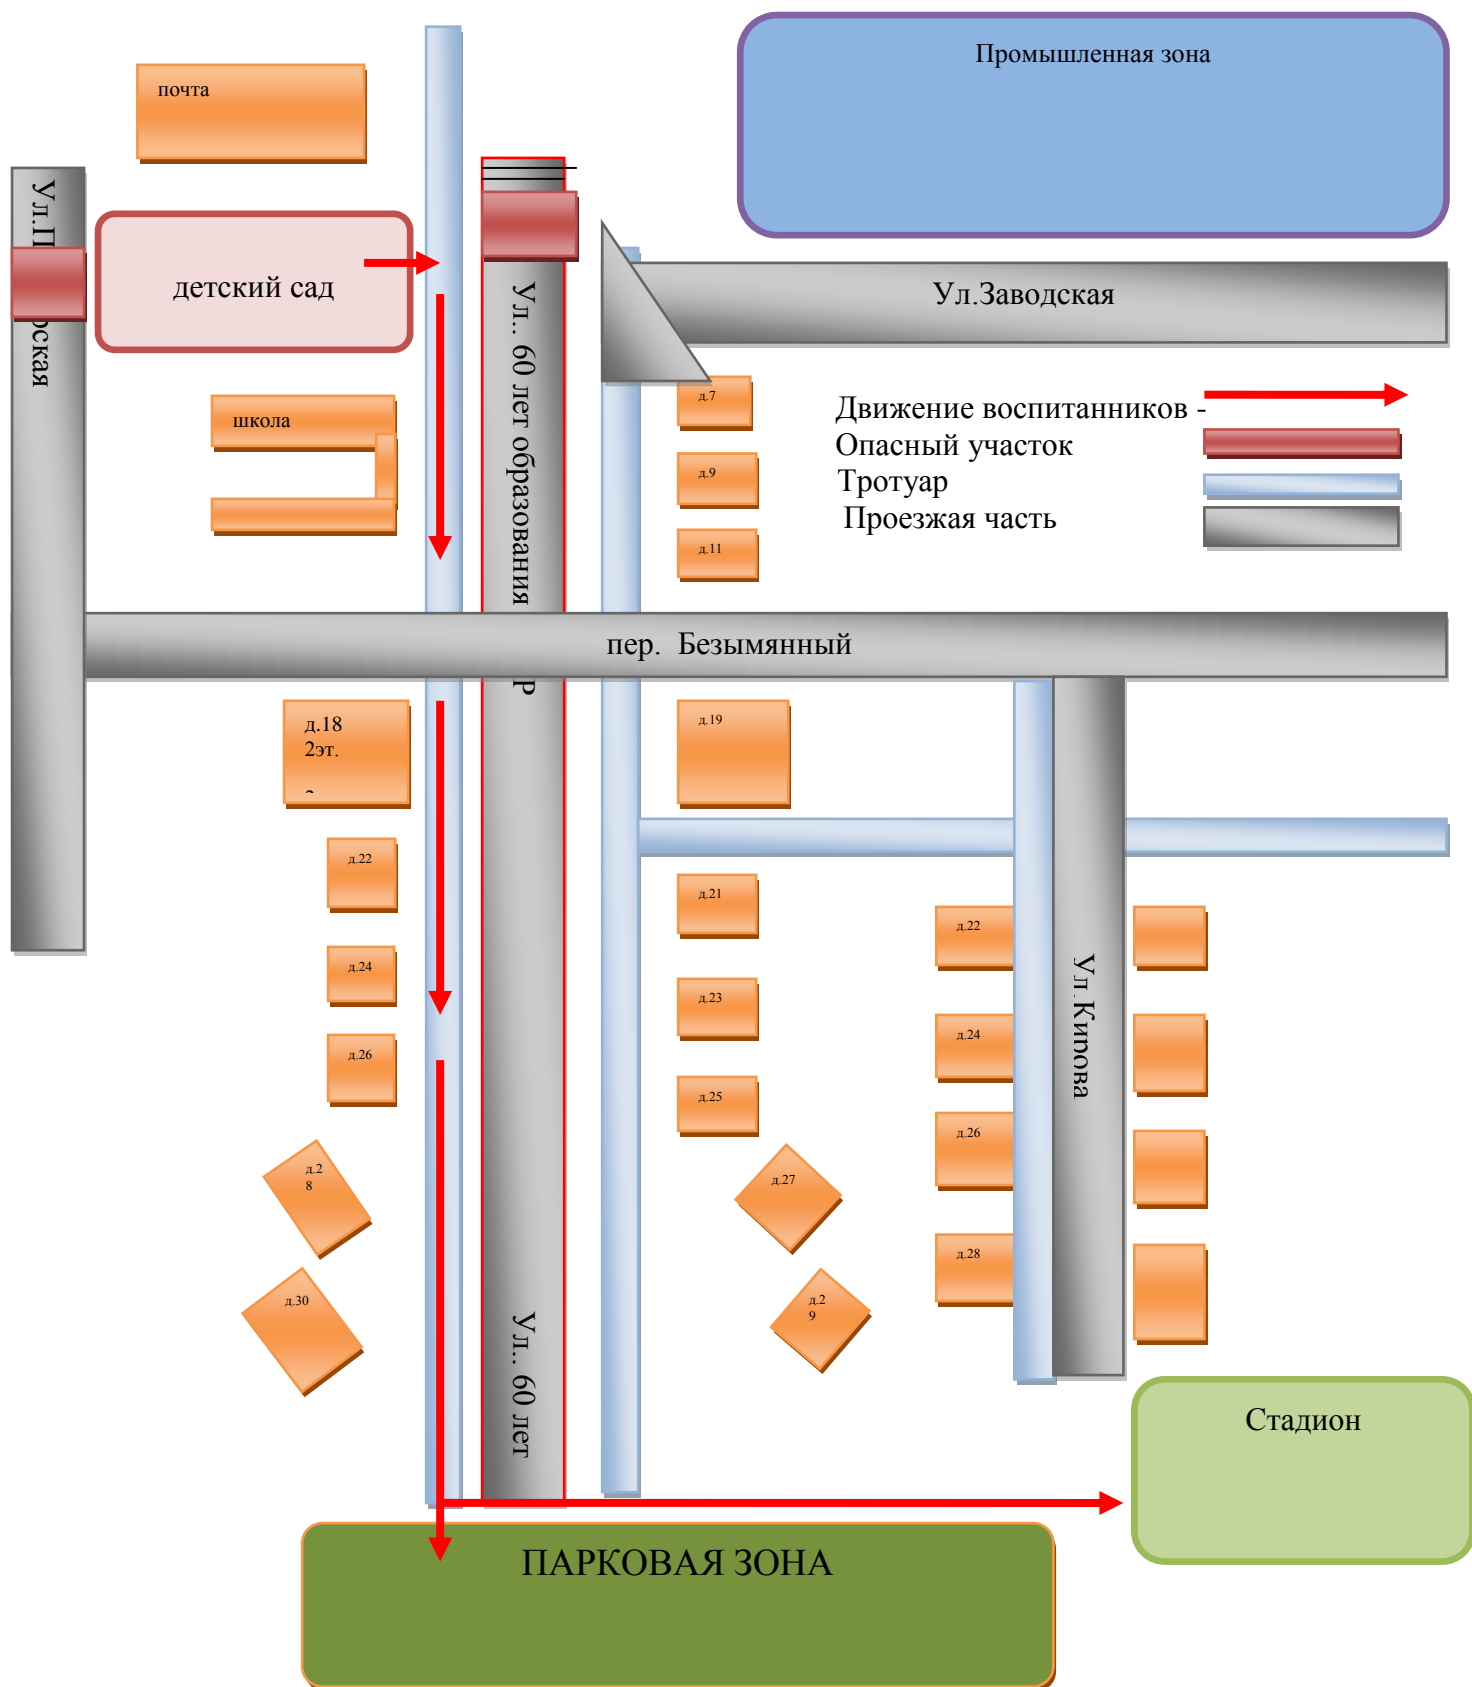 Промышленная зона
почта
детский сад
Ул.Заводская
Ул.. 60 лет образования
Р
школа
д.7
д.9
д.11
Движение воспитанников -
Опасный участок
Тротуар
Проезжая часть
пер. Безымянный
д.18
2эт.
д.19
д.22
д.24
д.26
д.2
8
д.30
д.21
д.23
д.25
д.27
д.2
9
д.22
д.24
д.26
д.28
Ул.Кирова
Ул.. 60 лет
Стадион
ПАРКОВАЯ ЗОНА